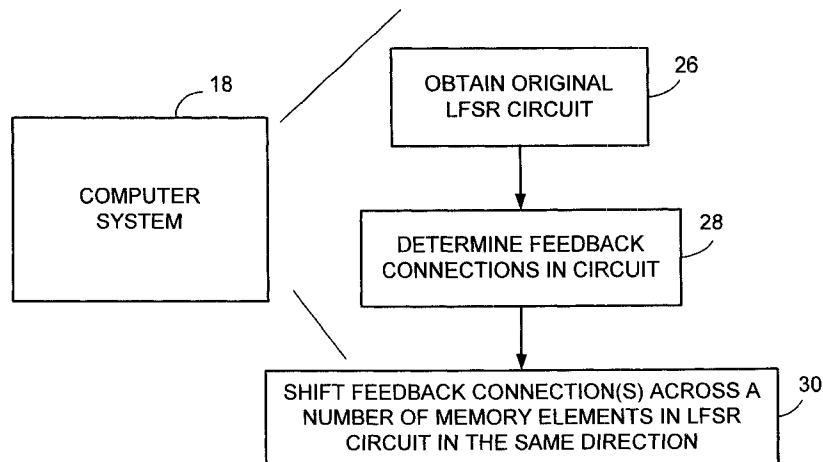 18
COMPUTER
SYSTEM
26
OBTAIN ORIGINAL
LFSR CIRCUIT
28
DETERMINE FEEDBACK
CONNECTIONS IN CIRCUIT
30
SHIFT FEEDBACK CONNECTION(S) ACROSS A
NUMBER OF MEMORY ELEMENTS IN LFSR
CIRCUIT IN THE SAME DIRECTION